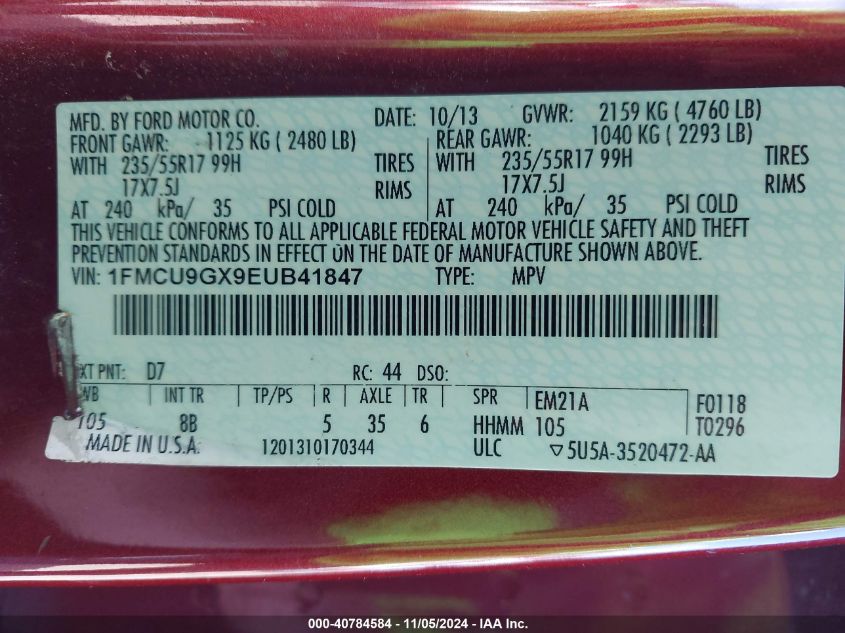 MFD. BY FORD MOTOR CO. DATE: 10/13 GVWR: 2159 KG ( 4760 LB)
FRONT GAWR: 1125 KG ( 2480 LB) REAR GAWR: 1040 KG ( 2293 LB)
WITH 235/55R17 99H TIRES WITH 235/55R17 99H TIRES
17X7.5J RIMS 17X7.5J RIMS
AT 240 kPa/ 35 PSI COLD AT 240 kPa/ 35 PSI COLD
THIS VEHICLE CONFORMS TO ALL APPLICABLE FEDERAL MOTOR VEHICLE SAFETY AND THEFT
PREVENTION STANDARDS IN EFFECT ON THE DATE OF MANUFACTURE SHOWN ABOVE.
VIN: 1FMCU9GX9EUB41847 TYPE: MPV
XT PNT: D7 RC: 44 DSO:
WB INT TR TP/PS R AXLE TR SPR EM21A F0118
105 8B 5 35 6 HHMM 105 T0296
MADE IN U.S.A. 1201310170344 ULC ▽5U5A-3520472-AA
000-40784584 - 11/05/2024 - IAA Inc.